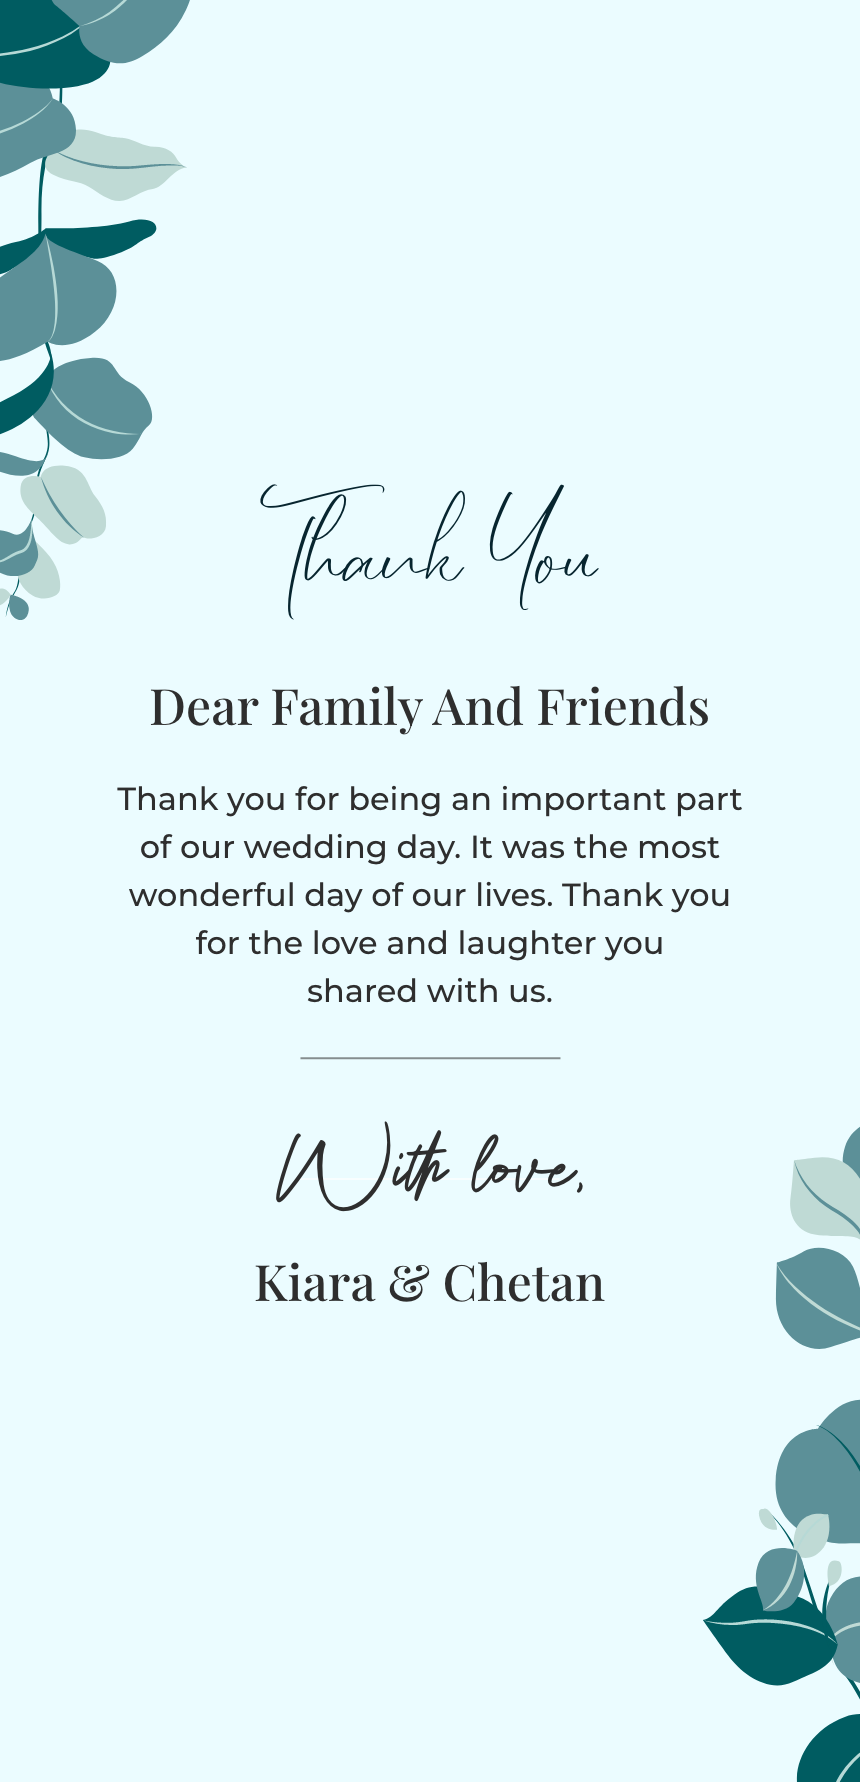 Thank You
Dear Family And Friends
Thank you for being an important part
of our wedding day. It was the most
wonderful day of our lives. Thank you
for the love and laughter you
shared with us.
With love,
Kiara & Chetan